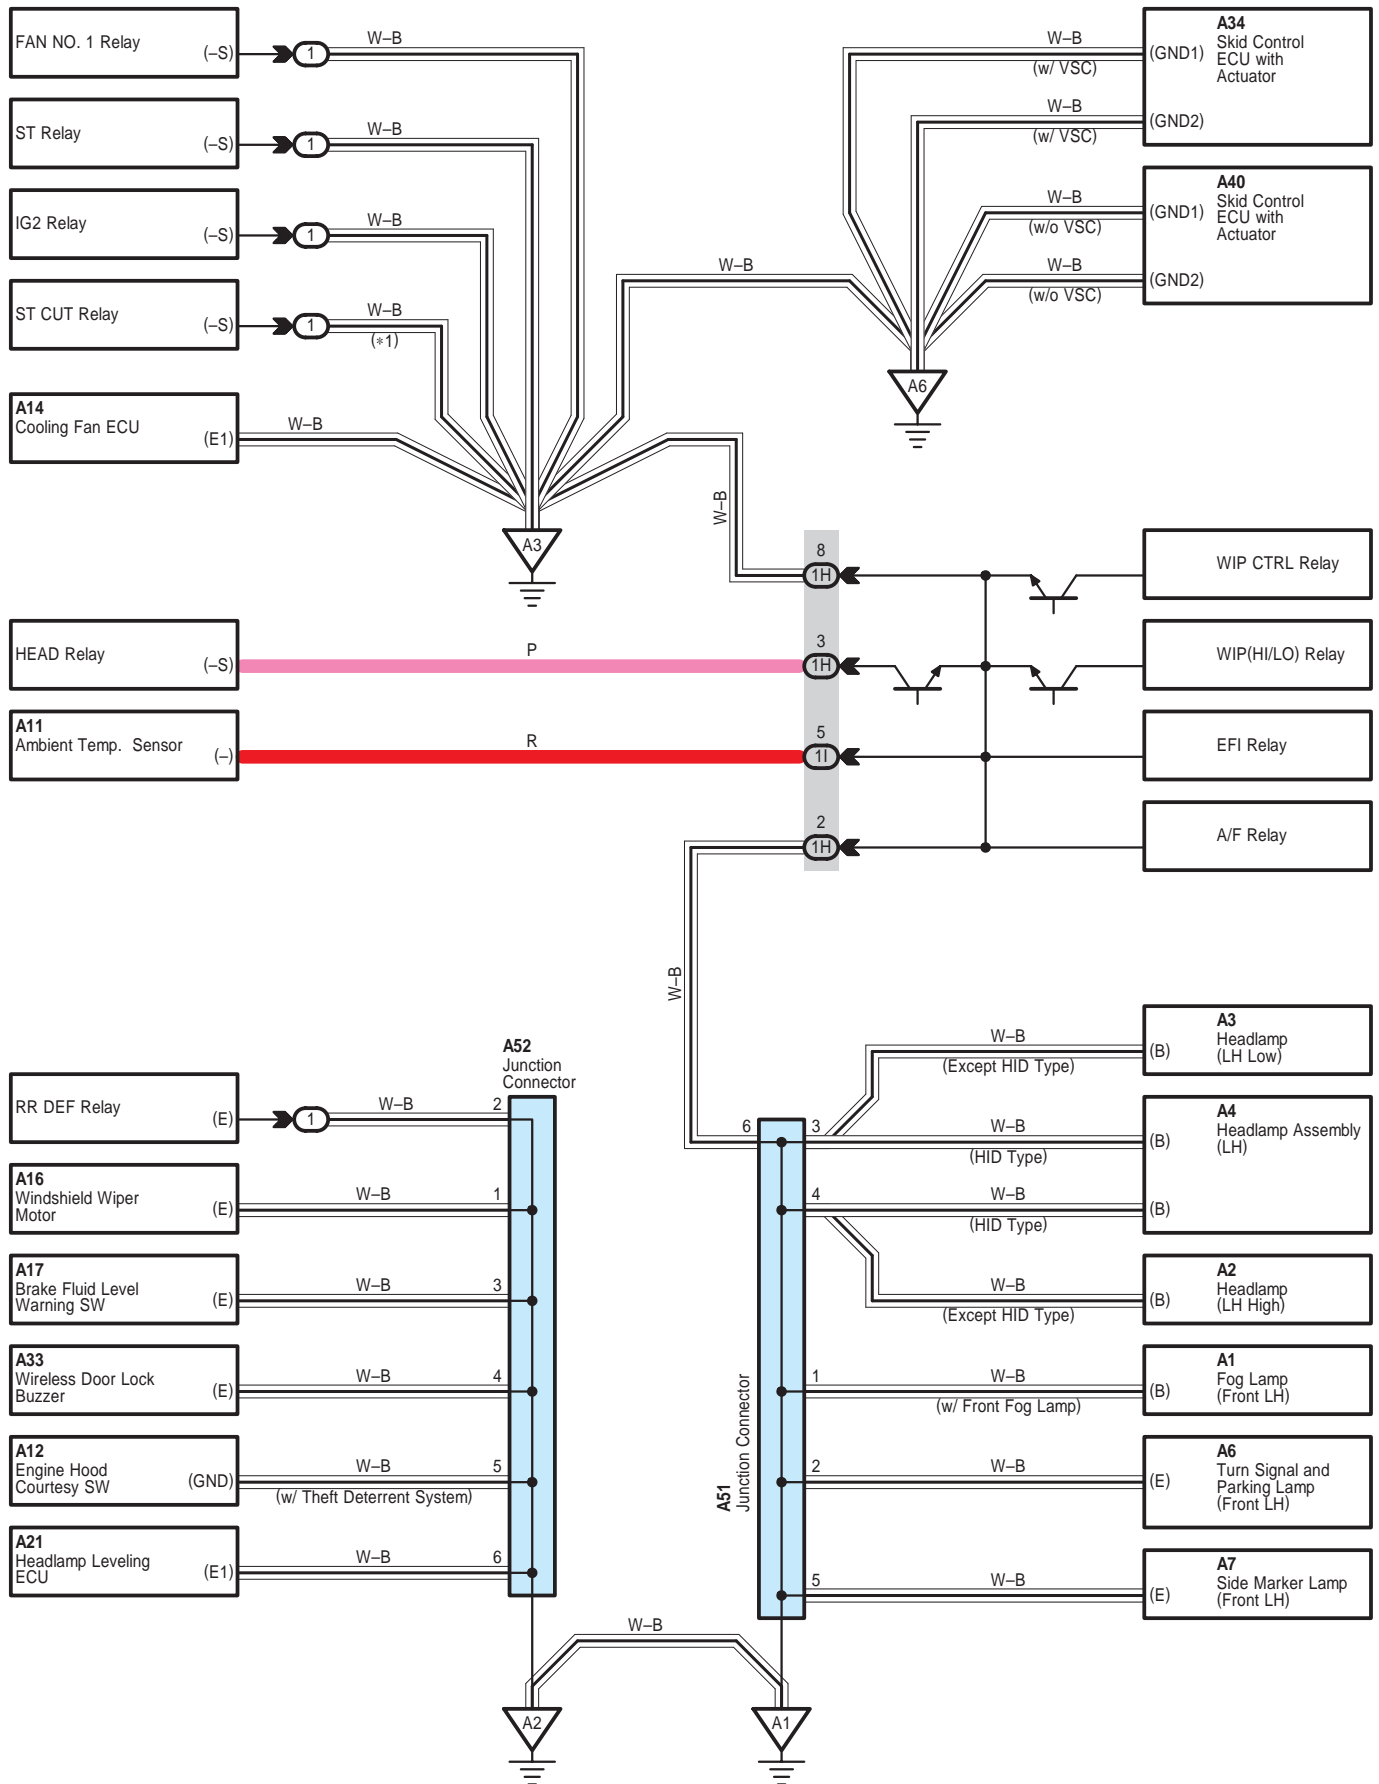 FAN NO. 1 Relay
(–S)
1
W–B
ST Relay
(–S)
1
W–B
IG2 Relay
(–S)
1
W–B
ST CUT Relay
(–S)
1
W–B
(∗1)
A14
Cooling Fan ECU
(E1)
W–B
A3
W–B
W–B
(w/ VSC)
(GND1)
A34
Skid Control
ECU with
Actuator
W–B
(w/ VSC)
(GND2)
W–B
(w/o VSC)
(GND1)
A40
Skid Control
ECU with
Actuator
W–B
(w/o VSC)
(GND2)
A6
W–B
8
1H
WIP CTRL Relay
HEAD Relay
(–S)
P
3
1H
WIP(HI/LO) Relay
A11
Ambient Temp. Sensor
(–)
R
5
1I
EFI Relay
2
1H
A/F Relay
W–B
A52
Junction
Connector
RR DEF Relay
(E)
1
W–B
2
A16
Windshield Wiper
Motor
(E)
W–B
1
A17
Brake Fluid Level
Warning SW
(E)
W–B
3
A33
Wireless Door Lock
Buzzer
(E)
W–B
4
A12
Engine Hood
Courtesy SW
(GND)
W–B
(w/ Theft Deterrent System)
5
A21
Headlamp Leveling
ECU
(E1)
W–B
6
A51
Junction Connector
6
W–B
(Except HID Type)
(B)
A3
Headlamp
(LH Low)
3
W–B
(HID Type)
(B)
A4
Headlamp Assembly
(LH)
4
W–B
(HID Type)
(B)
W–B
(Except HID Type)
(B)
A2
Headlamp
(LH High)
1
W–B
(w/ Front Fog Lamp)
(B)
A1
Fog Lamp
(Front LH)
2
W–B
(E)
A6
Turn Signal and
Parking Lamp
(Front LH)
5
W–B
(E)
A7
Side Marker Lamp
(Front LH)
W–B
A2
A1